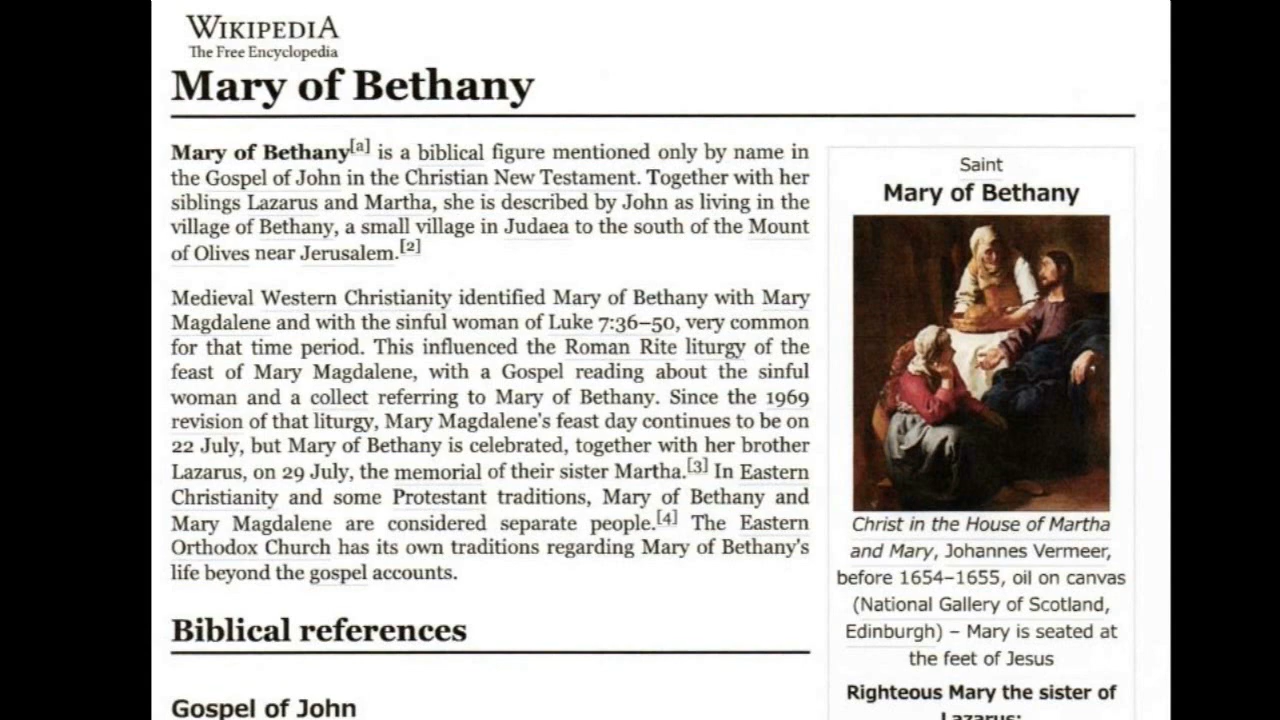 WIKIPEDIA
The Free Encyclopedia
Mary of Bethany
Mary of Bethany[a] is a biblical figure mentioned only by name in
the Gospel of John in the Christian New Testament. Together with her
siblings Lazarus and Martha, she is described by John as living in the
village of Bethany, a small village in Judaea to the south of the Mount
of Olives near Jerusalem.[2]
Medieval Western Christianity identified Mary of Bethany with Mary
Magdalene and with the sinful woman of Luke 7:36–50, very common
for that time period. This influenced the Roman Rite liturgy of the
feast of Mary Magdalene, with a Gospel reading about the sinful
woman and a collect referring to Mary of Bethany. Since the 1969
revision of that liturgy, Mary Magdalene's feast day continues to be on
22 July, but Mary of Bethany is celebrated, together with her brother
Lazarus, on 29 July, the memorial of their sister Martha.[3] In Eastern
Christianity and some Protestant traditions, Mary of Bethany and
Mary Magdalene are considered separate people.[4] The Eastern
Orthodox Church has its own traditions regarding Mary of Bethany's
life beyond the gospel accounts.
Biblical references
Gospel of John
Saint
Mary of Bethany
Christ in the House of Martha
and Mary, Johannes Vermeer,
before 1654–1655, oil on canvas
(National Gallery of Scotland,
Edinburgh) – Mary is seated at
the feet of Jesus
Righteous Mary the sister of
Lazarus;